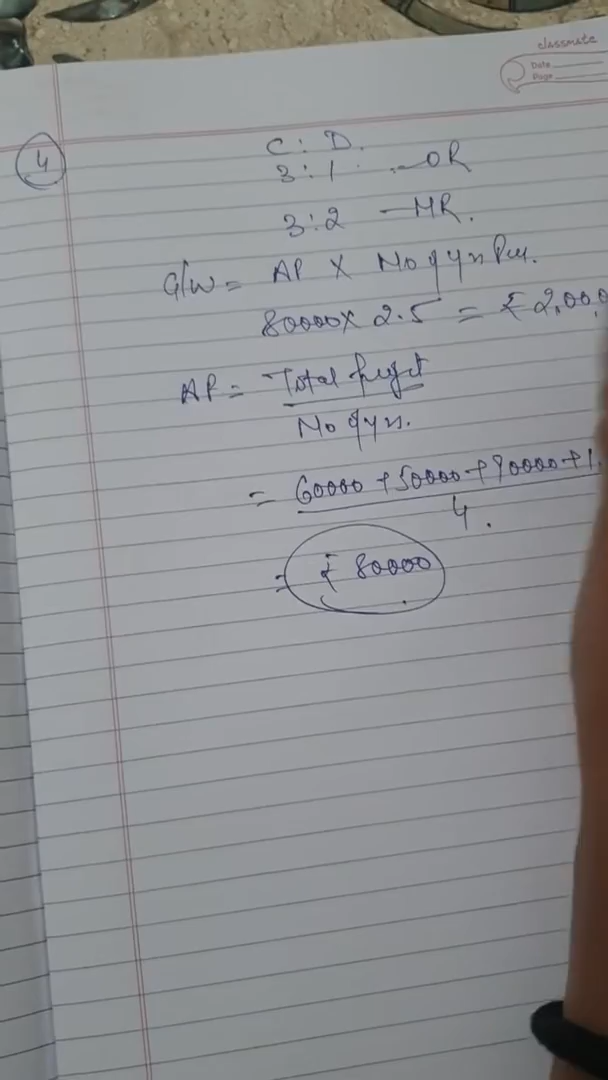 classmate
Date
Page
4
C : D.
3 : 1 — OR
3 : 2 — MR.
G/W = AP X No of yrs Pur.
80000 X 2.5 = ₹ 2,00,0
AP = Total profit
No of yrs.
= 60000 + 50000 + 90000 + 1
4.
= ₹ 80000